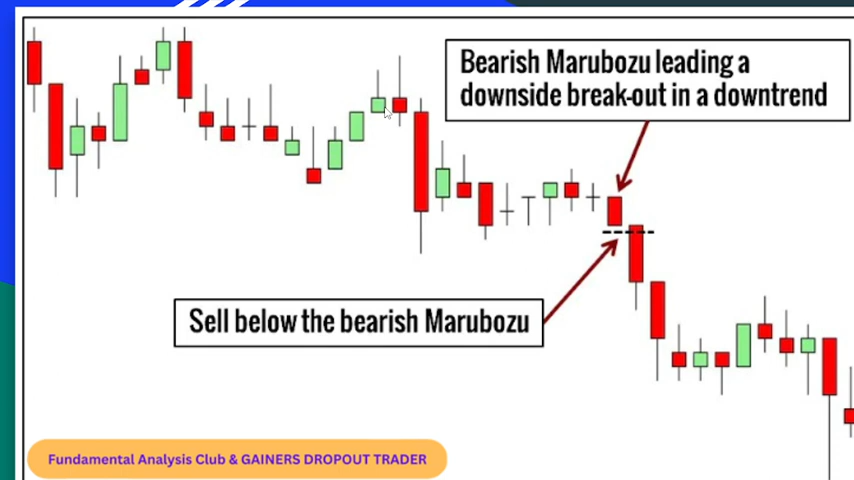 Bearish Marubozu leading a
downside break-out in a downtrend
Sell below the bearish Marubozu
Fundamental Analysis Club & GAINERS DROPOUT TRADER